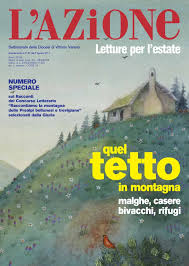 L'AZIONE
Settimanale della Diocesi di Vittorio Veneto
Letture per l'estate
NUMERO
SPECIALE
sui Racconti
del Concorso Letterario
"Raccontiamo la montagna
delle Prealpi bellunesi e trevigiane"
selezionati dalla Giuria
quel
tetto
in montagna
malghe, casere
bivacchi, rifugi